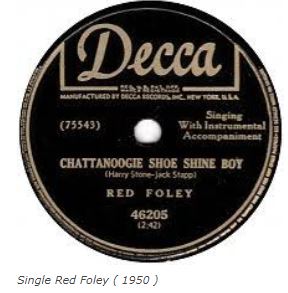 Decca
MANUFACTURED BY DECCA RECORDS, INC., NEW YORK, U.S.A.
(75543)
Singing
With Instrumental
Accompaniment
CHATTANOOGIE SHOE SHINE BOY
(Harry Stone-Jack Stapp)
RED FOLEY
46205
(2:42)
Single Red Foley ( 1950 )